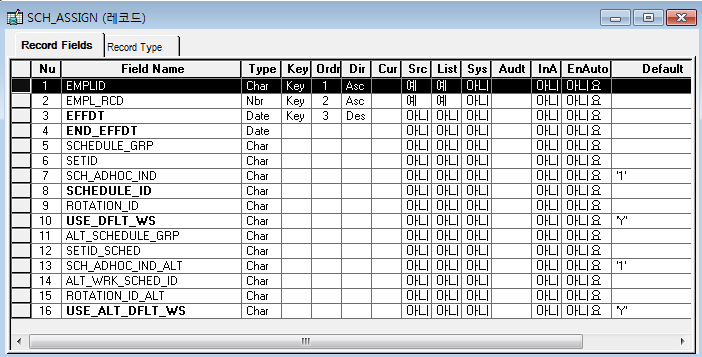 SCH_ASSIGN (레코드)
Record Fields Record Type
Nu Field Name Type Key Ordr Dir Cur Src List Sys Audt InA EnAuto Default
1 EMPLID Char Key 1 Asc 예 예 아니 아니 아니요
2 EMPL_RCD Nbr Key 2 Asc 예 예 아니 아니 아니요
3 EFFDT Date Key 3 Des 아니 아니 아니 아니 아니요
4 END_EFFDT Date 아니 아니 아니 아니 아니요
5 SCHEDULE_GRP Char 아니 아니 아니 아니 아니요
6 SETID Char 아니 아니 아니 아니 아니요
7 SCH_ADHOC_IND Char 아니 아니 아니 아니 아니요 '1'
8 SCHEDULE_ID Char 아니 아니 아니 아니 아니요
9 ROTATION_ID Char 아니 아니 아니 아니 아니요
10 USE_DFLT_WS Char 아니 아니 아니 아니 아니요 'Y'
11 ALT_SCHEDULE_GRP Char 아니 아니 아니 아니 아니요
12 SETID_SCHED Char 아니 아니 아니 아니 아니요
13 SCH_ADHOC_IND_ALT Char 아니 아니 아니 아니 아니요 '1'
14 ALT_WRK_SCHED_ID Char 아니 아니 아니 아니 아니요
15 ROTATION_ID_ALT Char 아니 아니 아니 아니 아니요
16 USE_ALT_DFLT_WS Char 아니 아니 아니 아니 아니요 'Y'